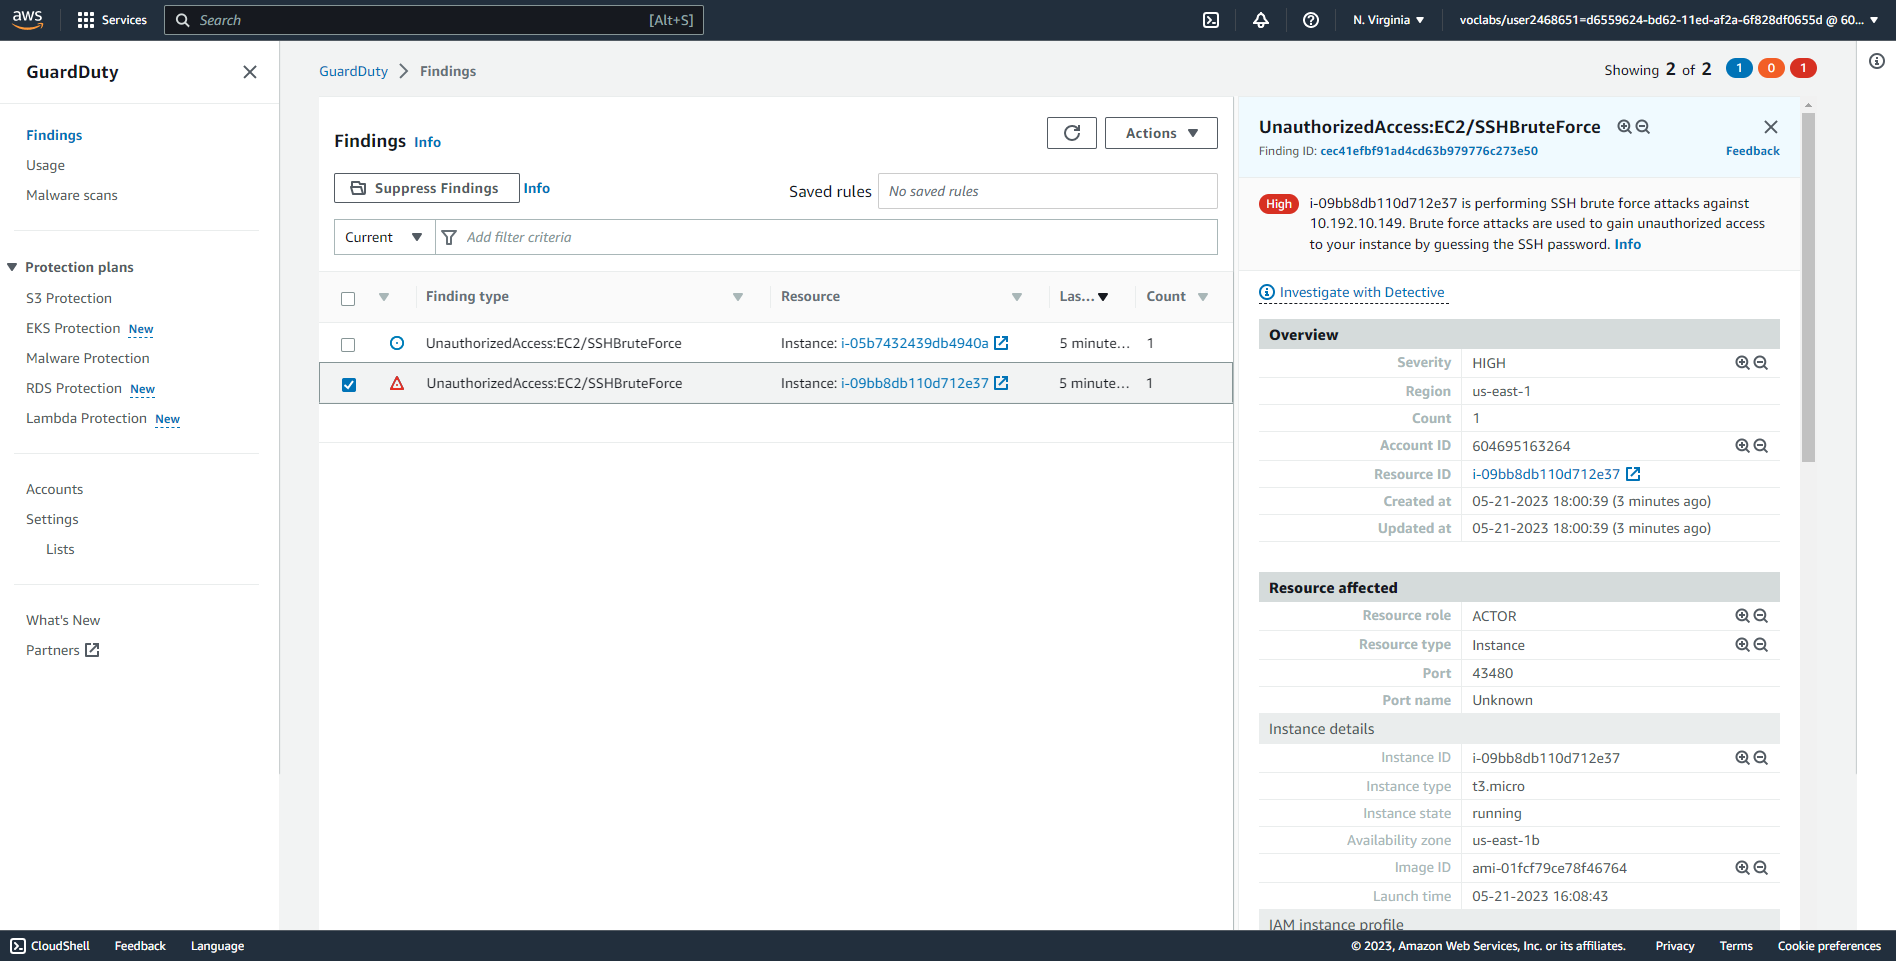 aws
Services
Search [Alt+S]
N. Virginia
voclabs/user2468651=d6559624-bd62-11ed-af2a-6f828df0655d @ 60...
GuardDuty
Findings
Usage
Malware scans
Protection plans
S3 Protection
EKS Protection New
Malware Protection
RDS Protection New
Lambda Protection New
Accounts
Settings
Lists
What's New
Partners
GuardDuty Findings
Showing 2 of 2 1 0 1
Findings Info
Actions
Suppress Findings Info
Saved rules No saved rules
Current Add filter criteria
Finding type Resource Las... Count
UnauthorizedAccess:EC2/SSHBruteForce Instance: i-05b7432439db4940a 5 minute... 1
UnauthorizedAccess:EC2/SSHBruteForce Instance: i-09bb8db110d712e37 5 minute... 1
UnauthorizedAccess:EC2/SSHBruteForce
Finding ID: cec41efbf91ad4cd63b979776c273e50 Feedback
High i-09bb8db110d712e37 is performing SSH brute force attacks against
10.192.10.149. Brute force attacks are used to gain unauthorized access
to your instance by guessing the SSH password. Info
Investigate with Detective
Overview
Severity HIGH
Region us-east-1
Count 1
Account ID 604695163264
Resource ID i-09bb8db110d712e37
Created at 05-21-2023 18:00:39 (3 minutes ago)
Updated at 05-21-2023 18:00:39 (3 minutes ago)
Resource affected
Resource role ACTOR
Resource type Instance
Port 43480
Port name Unknown
Instance details
Instance ID i-09bb8db110d712e37
Instance type t3.micro
Instance state running
Availability zone us-east-1b
Image ID ami-01fcf79ce78f46764
Launch time 05-21-2023 16:08:43
IAM instance profile
CloudShell Feedback Language
© 2023, Amazon Web Services, Inc. or its affiliates. Privacy Terms Cookie preferences